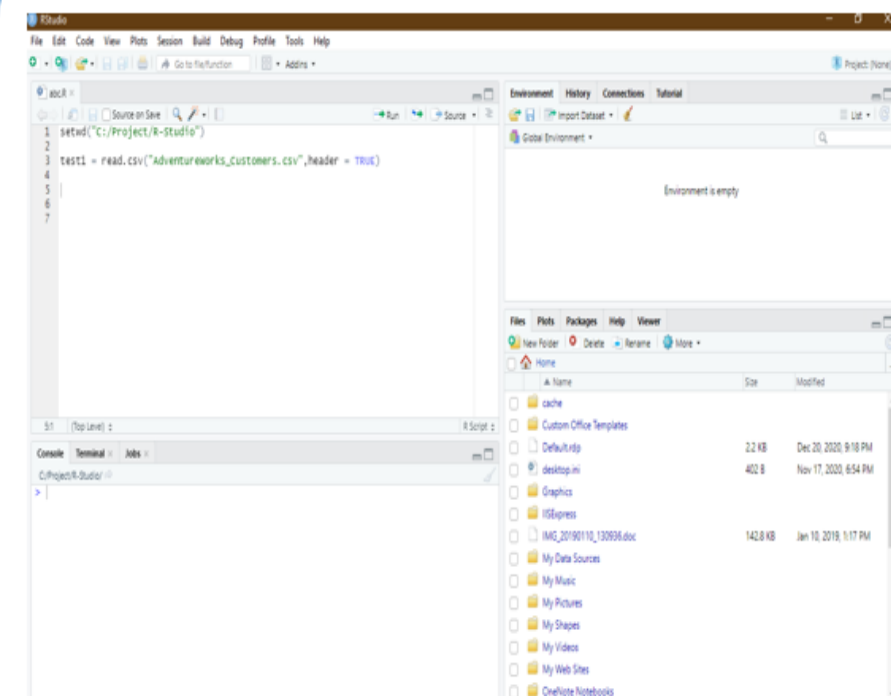 RStudio
File Edit Code View Plots Session Build Debug Profile Tools Help
Go to file/function Addins Project: (None)
abc.R
Source on Save Run Source
1 setwd("C:/Project/R-Studio")
2
3 test1 = read.csv("Adventureworks_Customers.csv",header = TRUE)
4
5
6
7
5:1 (Top Level) R Script
Console Terminal Jobs
C:/Project/R-Studio/
>
Environment History Connections Tutorial
Import Dataset List
Global Environment
Environment is empty
Files Plots Packages Help Viewer
New Folder Delete Rename More
Home
Name Size Modified
cache
Custom Office Templates
Default.rdp 2.2 KB Dec 20, 2020, 9:18 PM
desktop.ini 402 B Nov 17, 2020, 6:54 PM
Graphics
IISExpress
IMG_20190110_130936.doc 142.8 KB Jan 10, 2019, 1:17 PM
My Data Sources
My Music
My Pictures
My Shapes
My Videos
My Web Sites
OneNote Notebooks